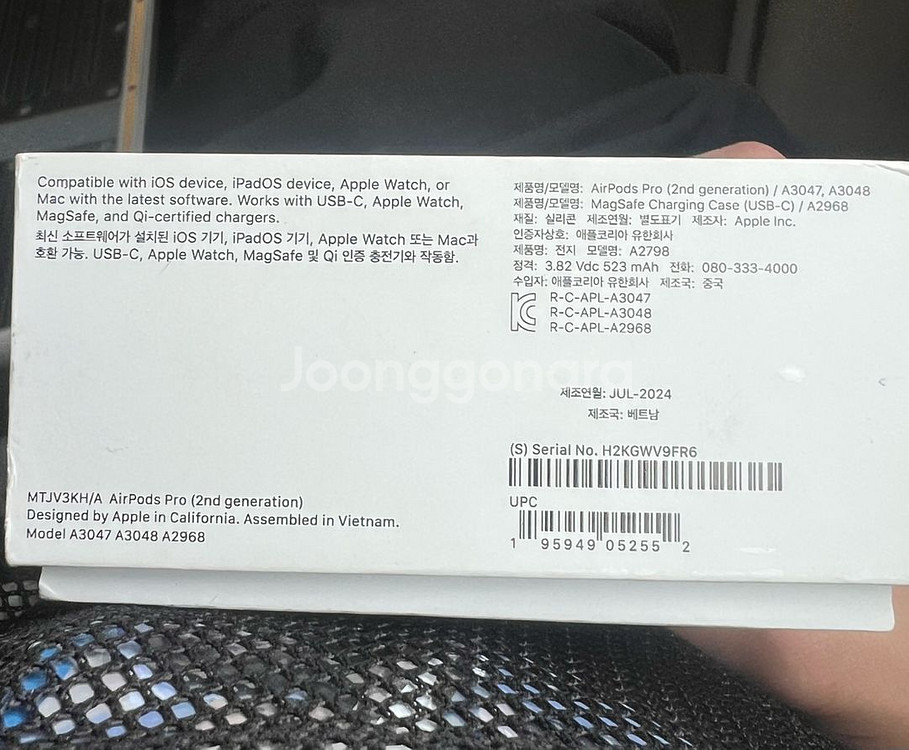 Compatible with iOS device, iPadOS device, Apple Watch, or
Mac with the latest software. Works with USB-C, Apple Watch,
MagSafe, and Qi-certified chargers.
최신 소프트웨어가 설치된 iOS 기기, iPadOS 기기, Apple Watch 또는 Mac과
호환 가능. USB-C, Apple Watch, MagSafe 및 Qi 인증 충전기와 작동함.
MTJV3KH/A AirPods Pro (2nd generation)
Designed by Apple in California. Assembled in Vietnam.
Model A3047 A3048 A2968
제품명/모델명: AirPods Pro (2nd generation) / A3047, A3048
제품명/모델명: MagSafe Charging Case (USB-C) / A2968
재질: 실리콘 제조연월: 별도표기 제조자: Apple Inc.
인증자상호: 애플코리아 유한회사
제품명: 전지 모델명: A2798
정격: 3.82 Vdc 523 mAh 전화: 080-333-4000
수입자: 애플코리아 유한회사 제조국: 중국
R-C-APL-A3047
R-C-APL-A3048
R-C-APL-A2968
Joonggonara
제조연월: JUL-2024
제조국: 베트남
(S) Serial No. H2KGWV9FR6
UPC
1 95949 05255 2